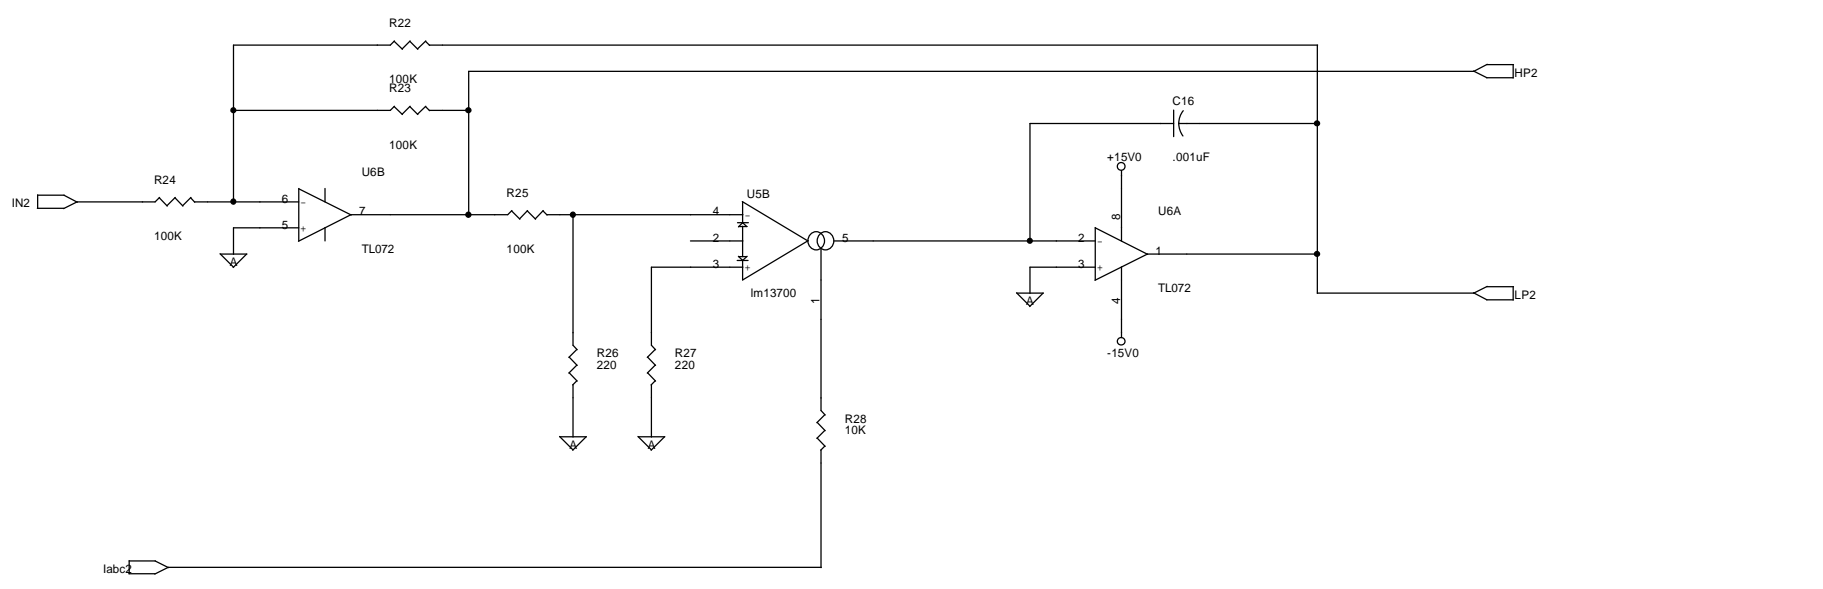 R22
100K
R23
HP2
C16
100K
+15V0
.001uF
U6B
R24
IN2
6
-
5
+
7
100K
TL072
R25
100K
U5B
4
-
2
3
+
5
lm13700
1
8
U6A
2
-
3
+
1
TL072
4
-15V0
LP2
A
A
R26
220
R27
220
A
A
R28
10K
Iabc2